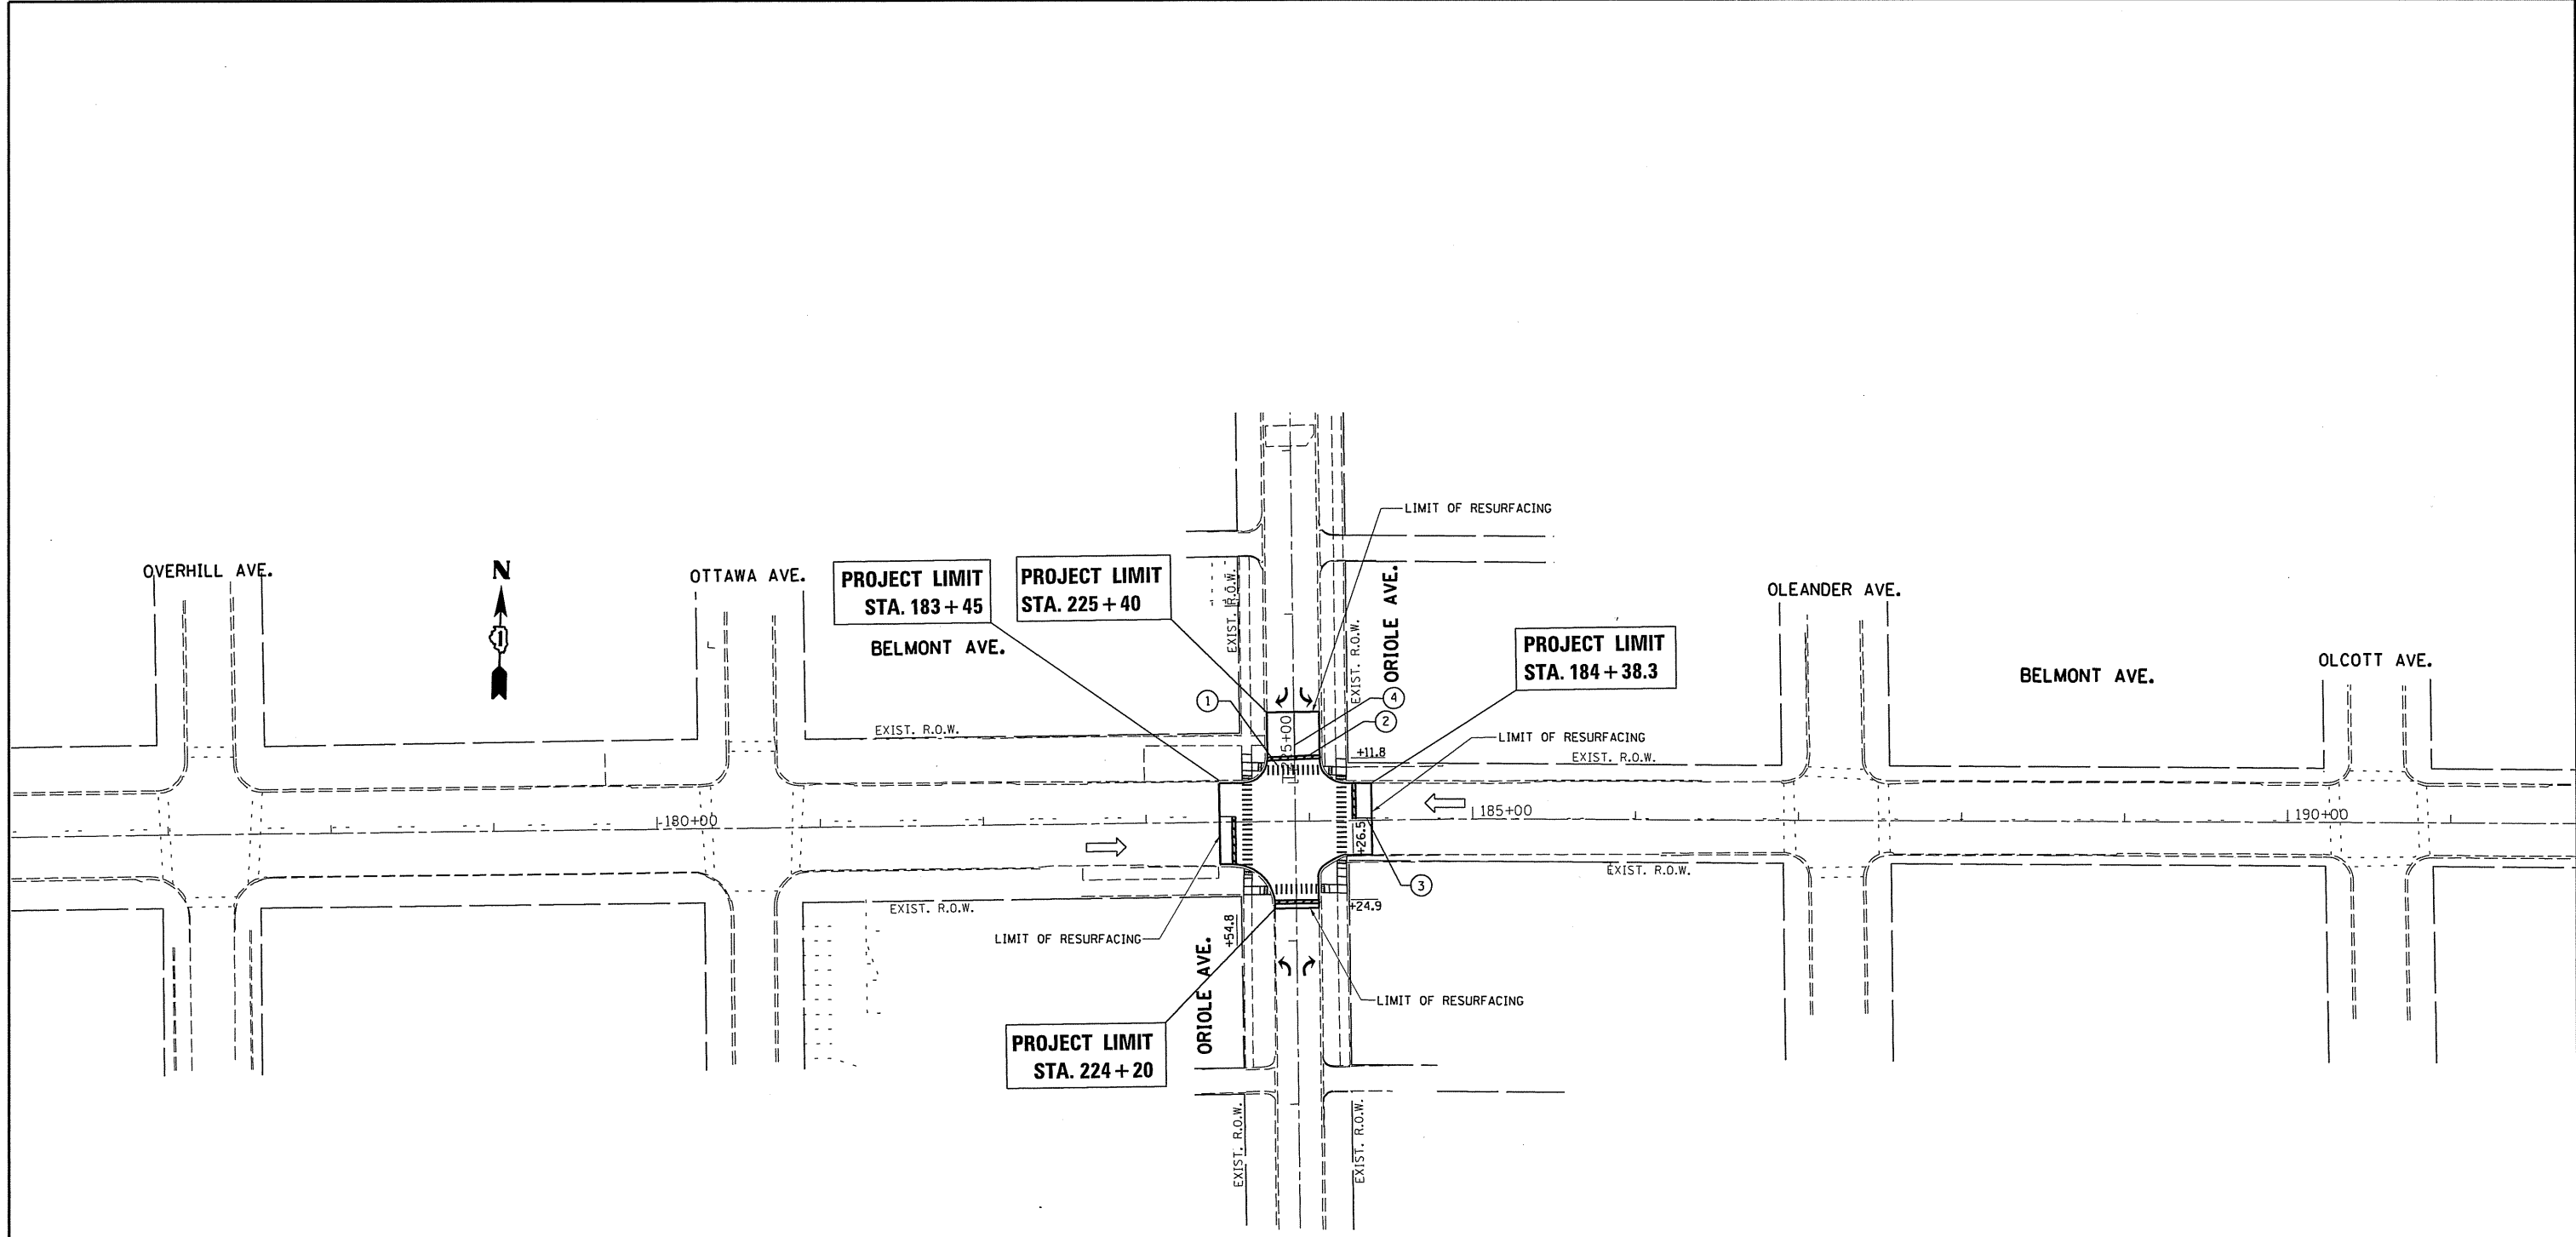 LIMIT OF RESURFACING
OVERHILL AVE.
N
1
OTTAWA AVE.
PROJECT LIMIT
STA. 183+45
PROJECT LIMIT
STA. 225+40
BELMONT AVE.
EXIST. R.O.W.
EXIST. R.O.W.
ORIOLE AVE.
OLEANDER AVE.
PROJECT LIMIT
STA. 184+38.3
BELMONT AVE.
OLCOTT AVE.
1
4
2
EXIST. R.O.W.
225+00
+11.8
LIMIT OF RESURFACING
EXIST. R.O.W.
180+00
185+00
190+00
+26.5
EXIST. R.O.W.
3
EXIST. R.O.W.
+24.9
+54.8
LIMIT OF RESURFACING
ORIOLE AVE.
LIMIT OF RESURFACING
PROJECT LIMIT
STA. 224+20
EXIST. R.O.W.
EXIST. R.O.W.